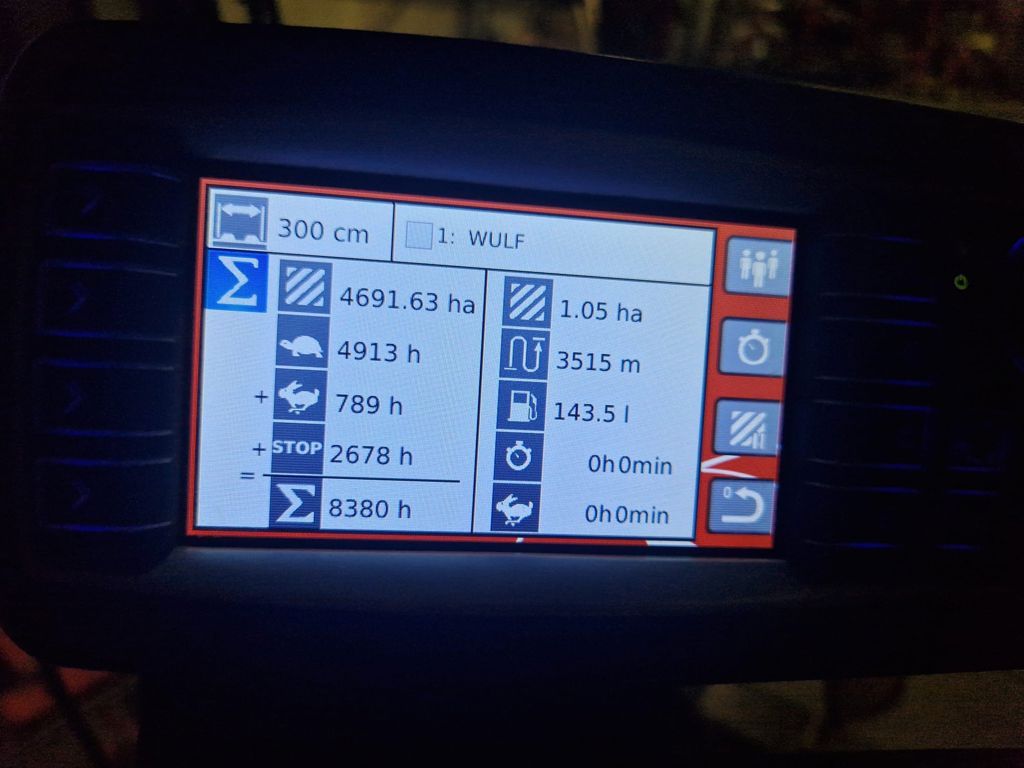 300 cm
1: WULF
4691.63 ha
4913 h
+ 789 h
+ STOP 2678 h
= Σ 8380 h
Σ
1.05 ha
3515 m
143.5 l
0h0min
0h0min
0